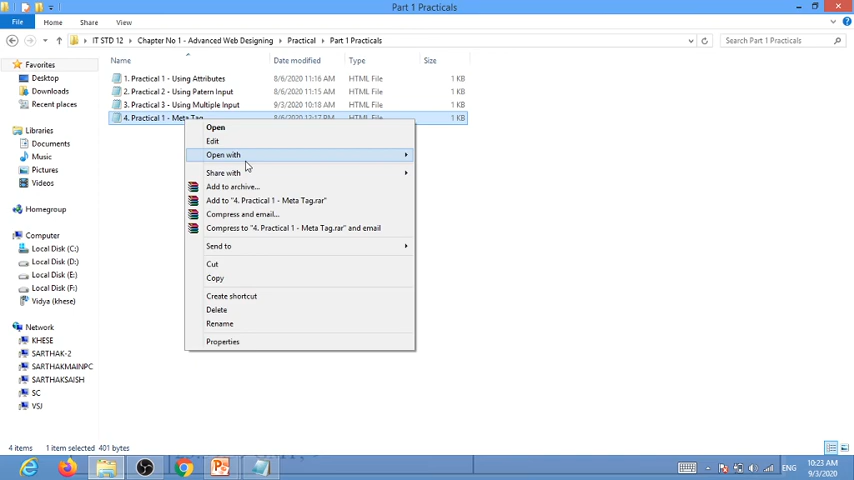 Part 1 Practicals
File Home Share View
IT STD 12 Chapter No 1 - Advanced Web Designing Practical Part 1 Practicals Search Part 1 Practicals
Name Date modified Type Size
Favorites
Desktop
Downloads
Recent places
Libraries
Documents
Music
Pictures
Videos
Homegroup
Computer
Local Disk (C:)
Local Disk (D:)
Local Disk (E:)
Local Disk (F:)
Vidya (khese)
Network
KHESE
SARTHAK-2
SARTHAKMAINPC
SARTHAKSAISH
SC
VSJ
1. Practical 1 - Using Attributes 8/6/2020 11:16 AM HTML File 1 KB
2. Practical 2 - Using Patern Input 8/6/2020 11:15 AM HTML File 1 KB
3. Practical 3 - Using Multiple Input 9/3/2020 10:18 AM HTML File 1 KB
4. Practical 1 - Meta Tag 8/6/2020 12:17 PM HTML File 1 KB
Open
Edit
Open with
Share with
Add to archive...
Add to "4. Practical 1 - Meta Tag.rar"
Compress and email...
Compress to "4. Practical 1 - Meta Tag.rar" and email
Send to
Cut
Copy
Create shortcut
Delete
Rename
Properties
4 items 1 item selected 401 bytes
ENG 10:23 AM
9/3/2020